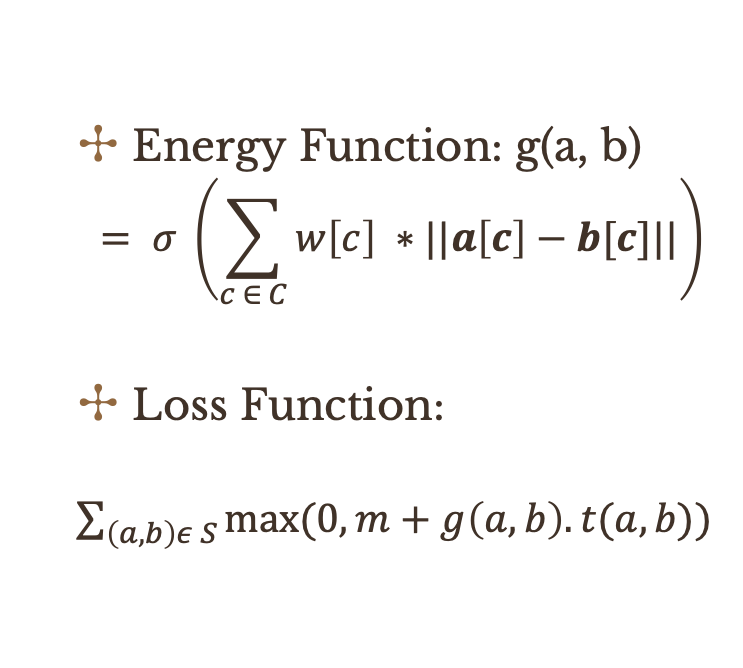 ✢ Energy Function: g(a, b)
= σ ( ∑ w[c] * ||a[c] − b[c]|| )
c ∈ C
✢ Loss Function:
∑(a,b)∈ S max(0, m + g(a, b). t(a, b))